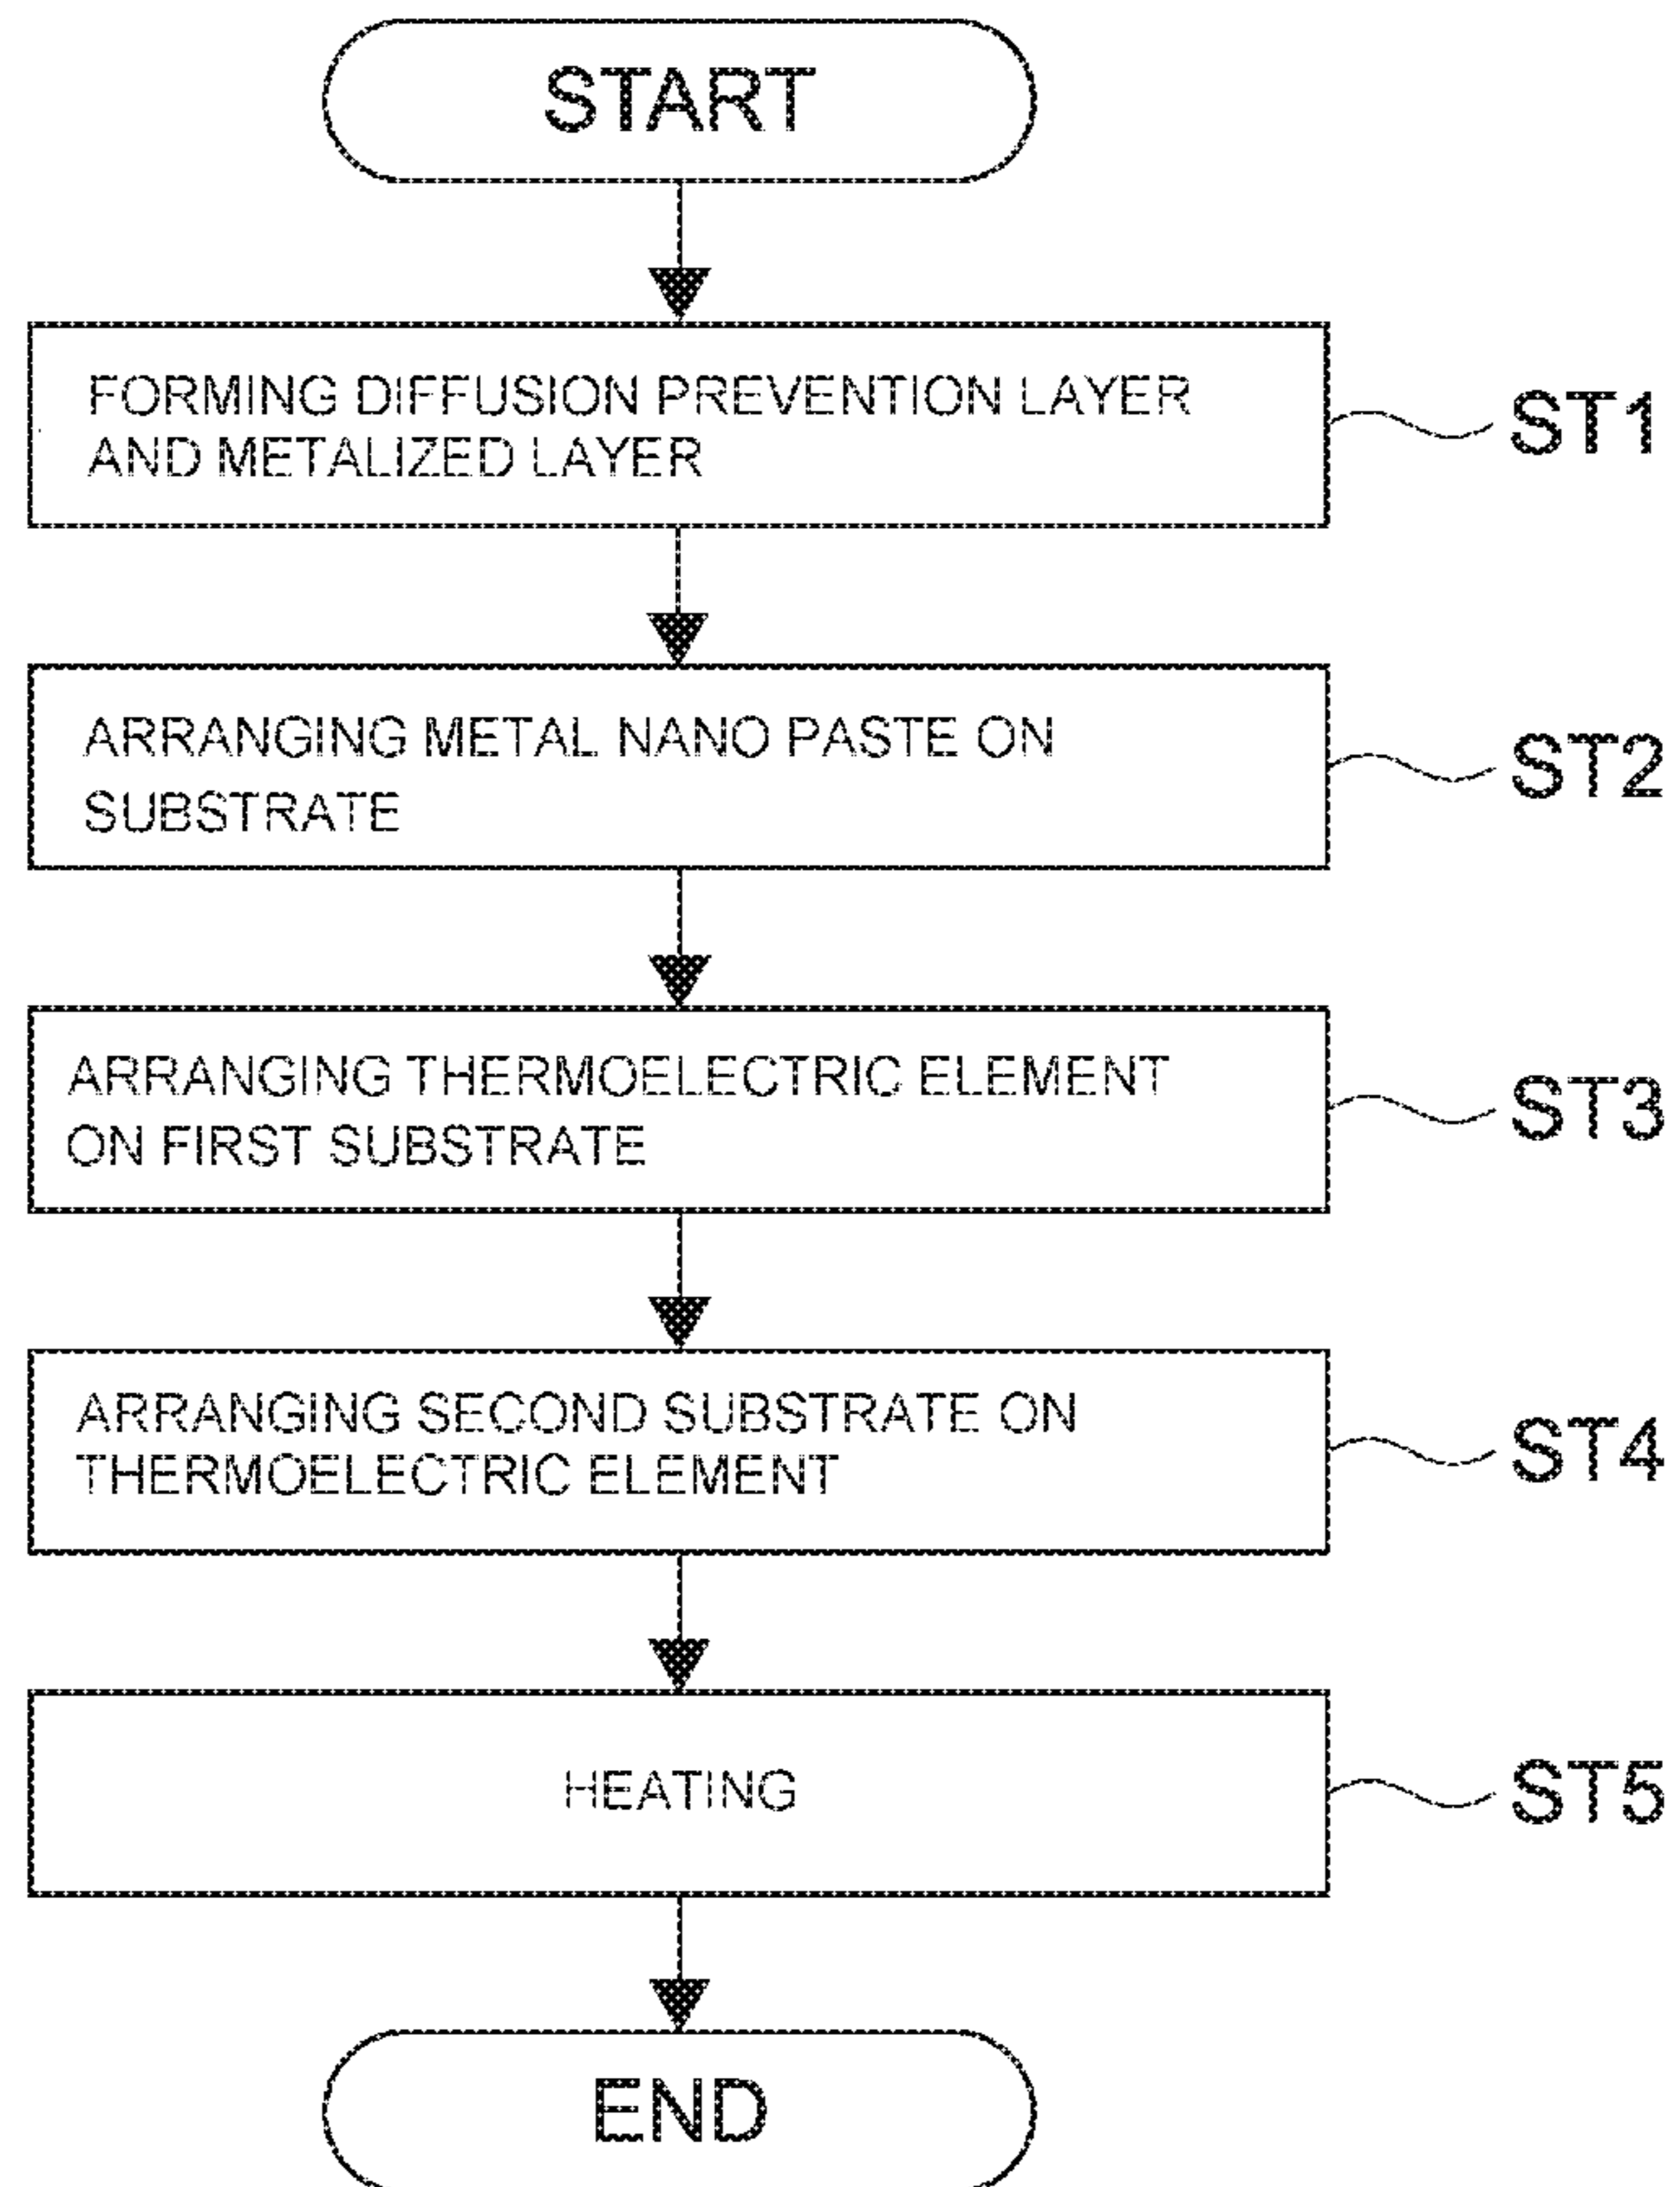 START
FORMING DIFFUSION PREVENTION LAYER
AND METALIZED LAYER
ST1
ARRANGING METAL NANO PASTE ON
SUBSTRATE
ST2
ARRANGING THERMOELECTRIC ELEMENT
ON FIRST SUBSTRATE
ST3
ARRANGING SECOND SUBSTRATE ON
THERMOELECTRIC ELEMENT
ST4
HEATING
ST5
END